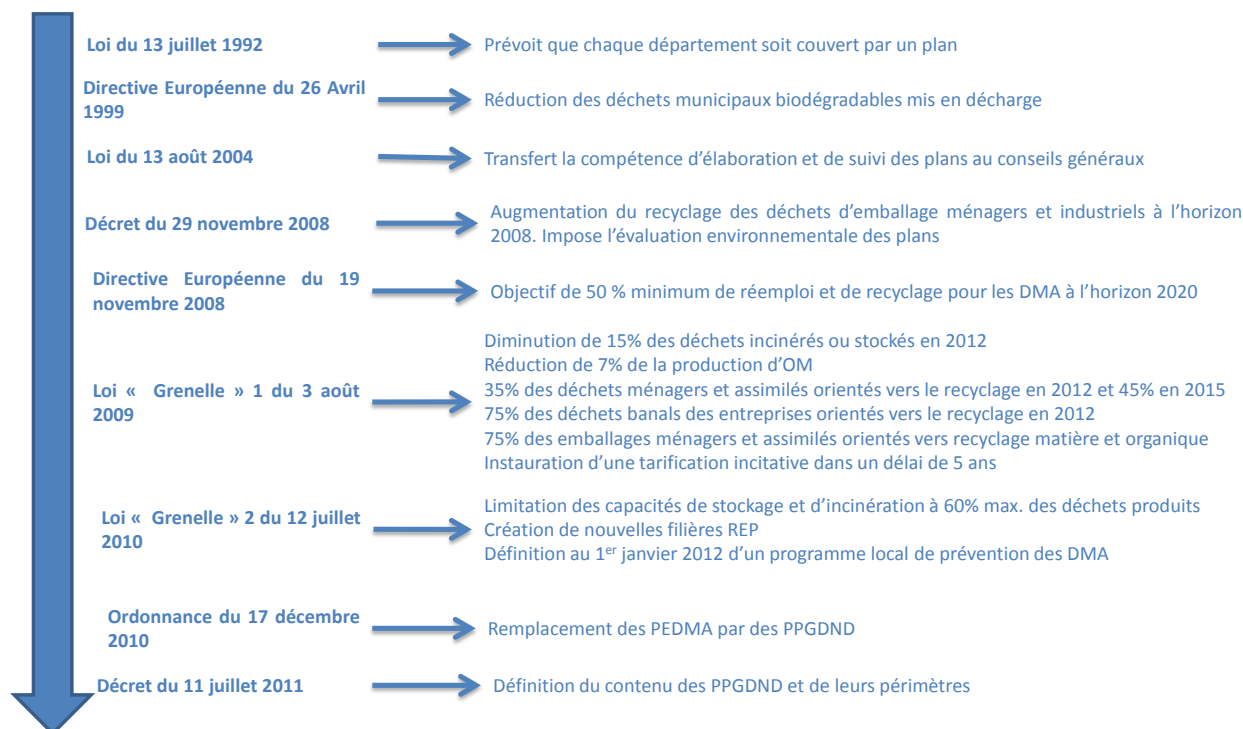 Loi du 13 juillet 1992
Prévoit que chaque département soit couvert par un plan
Directive Européenne du 26 Avril
1999
Réduction des déchets municipaux biodégradables mis en décharge
Loi du 13 août 2004
Transfert la compétence d’élaboration et de suivi des plans au conseils généraux
Décret du 29 novembre 2008
Augmentation du recyclage des déchets d’emballage ménagers et industriels à l’horizon
2008. Impose l’évaluation environnementale des plans
Directive Européenne du 19
novembre 2008
Objectif de 50 % minimum de réemploi et de recyclage pour les DMA à l’horizon 2020
Loi « Grenelle » 1 du 3 août
2009
Diminution de 15% des déchets incinérés ou stockés en 2012
Réduction de 7% de la production d’OM
35% des déchets ménagers et assimilés orientés vers le recyclage en 2012 et 45% en 2015
75% des déchets banals des entreprises orientés vers le recyclage en 2012
75% des emballages ménagers et assimilés orientés vers recyclage matière et organique
Instauration d’une tarification incitative dans un délai de 5 ans
Loi « Grenelle » 2 du 12 juillet
2010
Limitation des capacités de stockage et d’incinération à 60% max. des déchets produits
Création de nouvelles filières REP
Définition au 1er janvier 2012 d’un programme local de prévention des DMA
Ordonnance du 17 décembre
2010
Remplacement des PEDMA par des PPGDND
Décret du 11 juillet 2011
Définition du contenu des PPGDND et de leurs périmètres